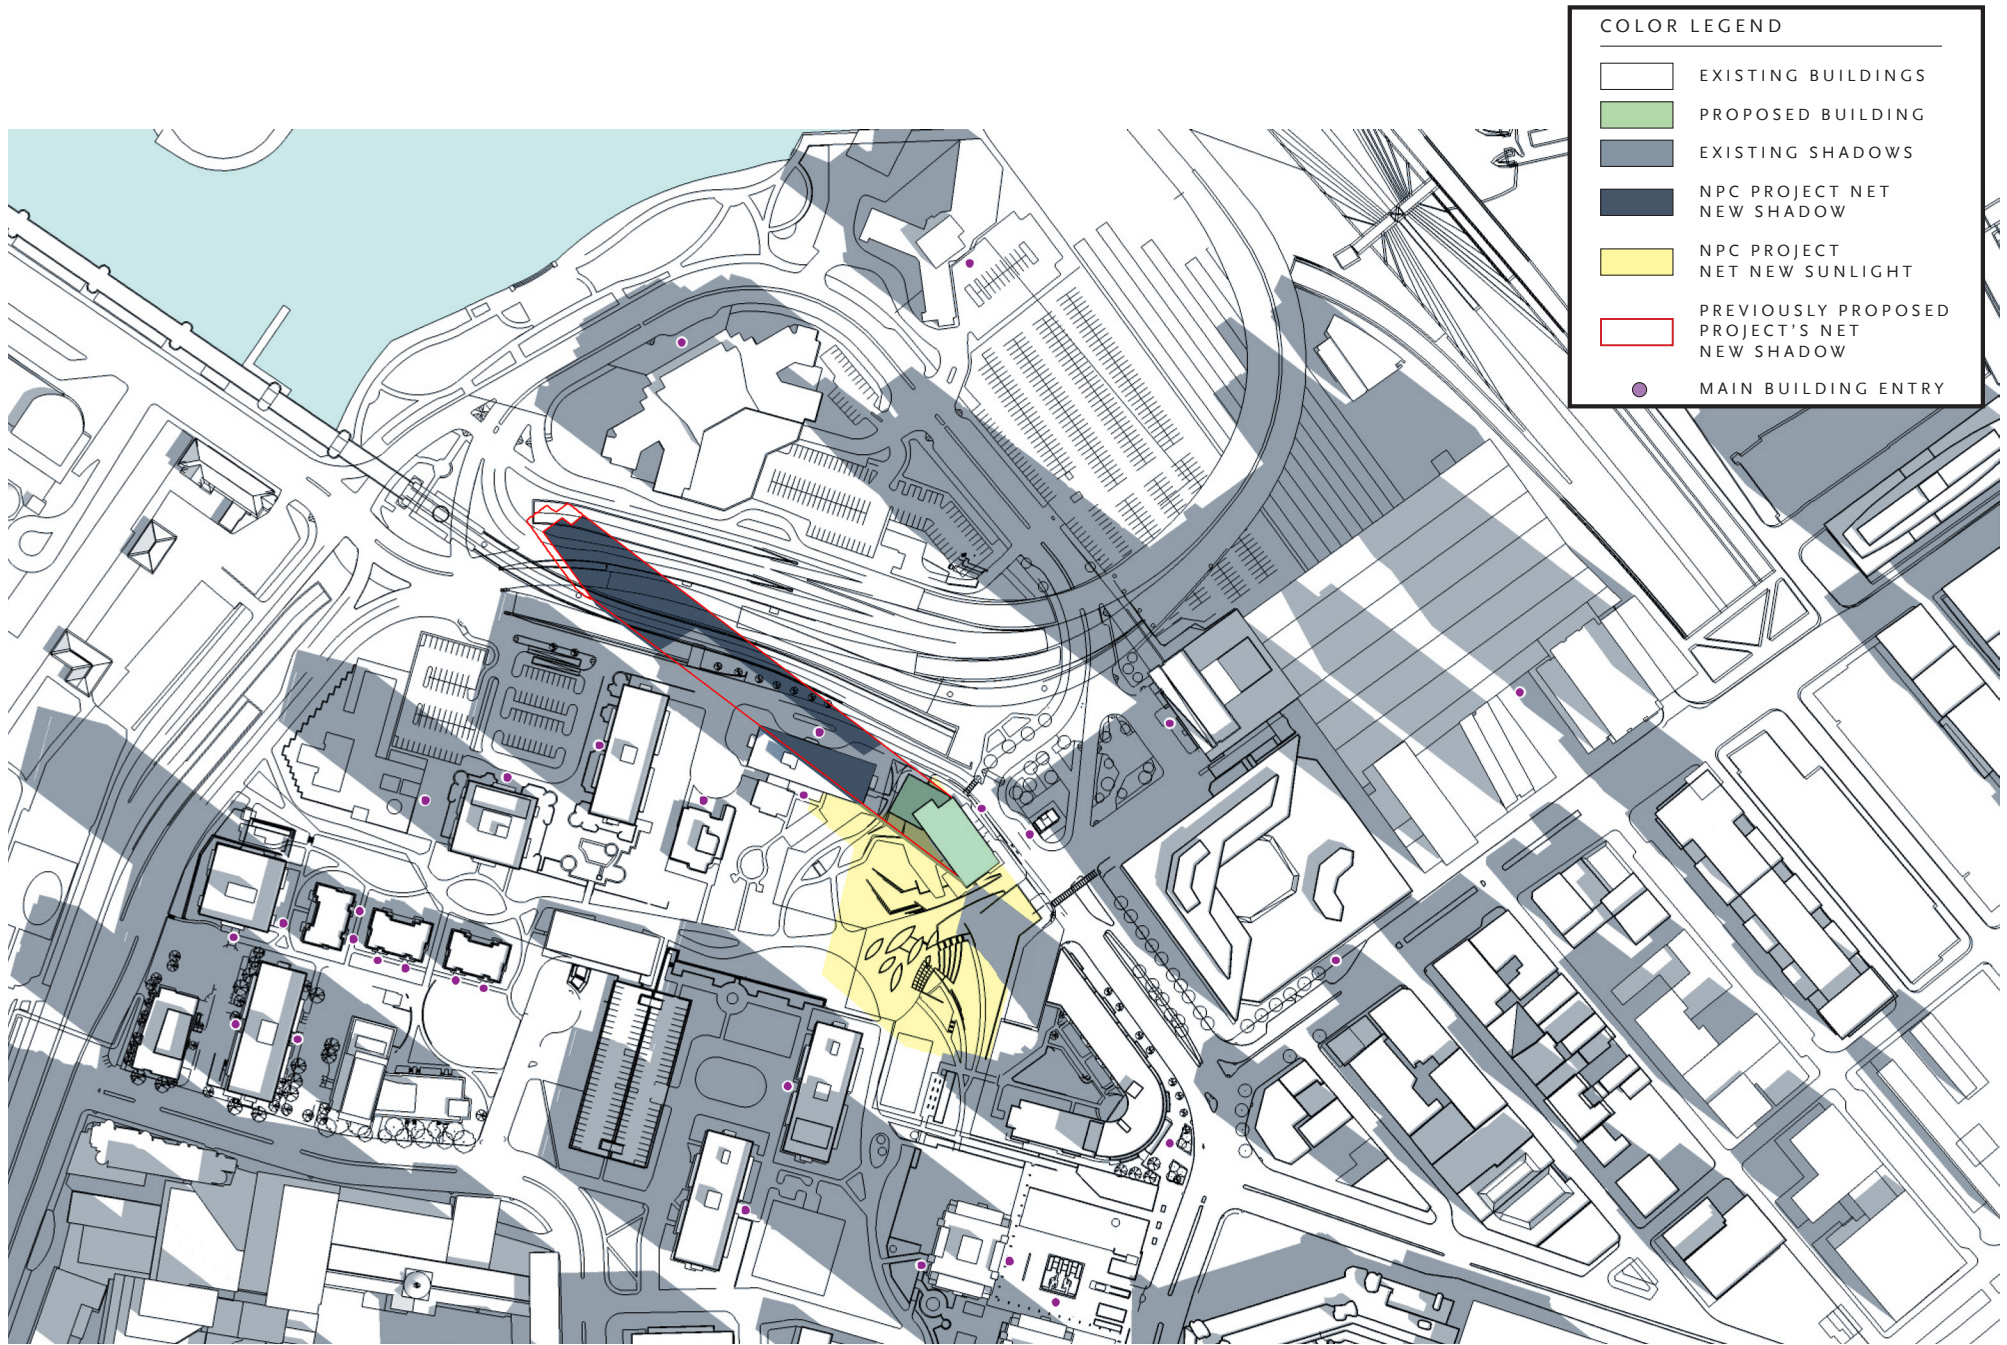 COLOR LEGEND
EXISTING BUILDINGS
PROPOSED BUILDING
EXISTING SHADOWS
NPC PROJECT NET
NEW SHADOW
NPC PROJECT
NET NEW SUNLIGHT
PREVIOUSLY PROPOSED
PROJECT'S NET
NEW SHADOW
MAIN BUILDING ENTRY